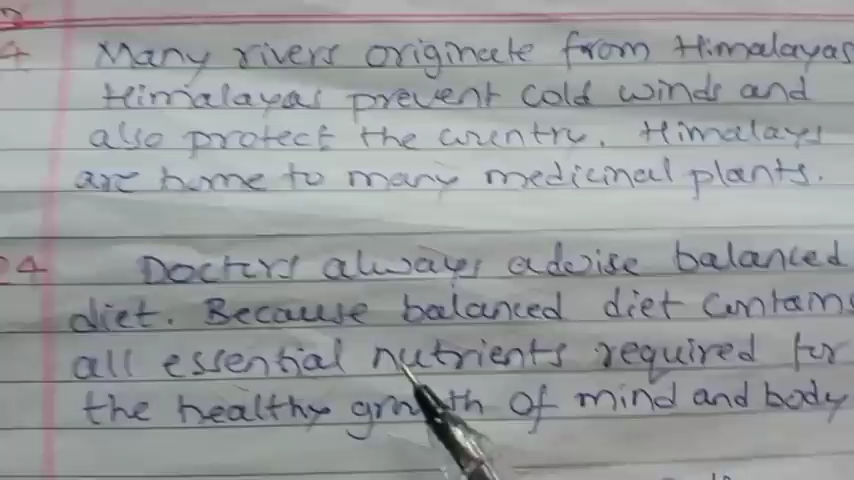 Many rivers originate from Himalayas
Himalayas prevent cold winds and
also protect the country. Himalays
are home to many medicinal plants.
24 Doctors always advise balanced
diet. Because balanced diet contains
all essential nutrients required for
the healthy growth of mind and body